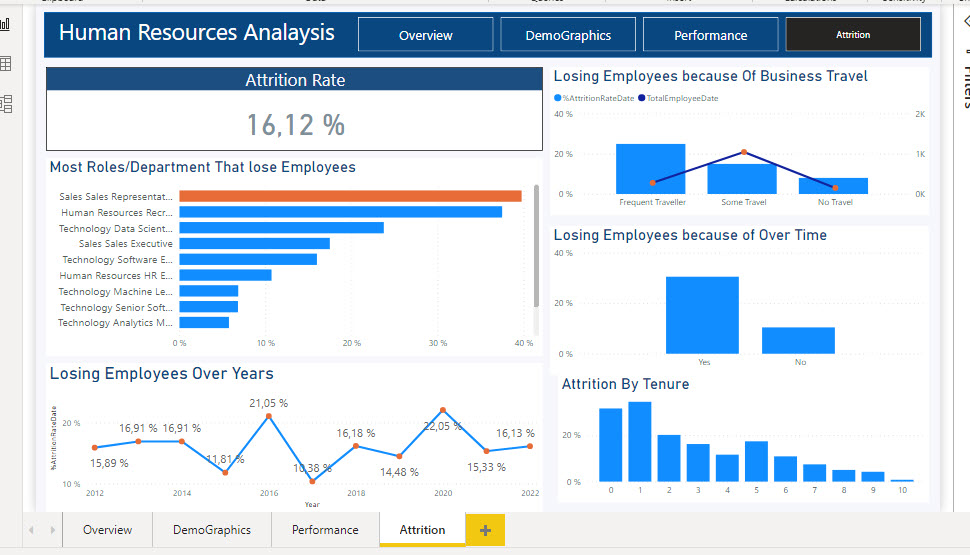 Human Resources Analaysis
Overview
DemoGraphics
Performance
Attrition
Attrition Rate
16,12 %
Most Roles/Department That lose Employees
Sales Sales Representat...
Human Resources Recr...
Technology Data Scient...
Sales Sales Executive
Technology Software E...
Human Resources HR E...
Technology Machine Le...
Technology Senior Soft...
Technology Analytics M...
0 %
10 %
20 %
30 %
40 %
Losing Employees Over Years
%AttritionRateDate
20 %
10 %
15,89 %
16,91 %
16,91 %
11,81 %
21,05 %
10,38 %
16,18 %
14,48 %
22,05 %
15,33 %
16,13 %
2012
2014
2016
2018
2020
2022
Year
Losing Employees because Of Business Travel
%AttritionRateDate
TotalEmployeeDate
40 %
20 %
0 %
2K
1K
0K
Frequent Traveller
Some Travel
No Travel
Losing Employees because of Over Time
40 %
20 %
0 %
Yes
No
Attrition By Tenure
20 %
0 %
0
1
2
3
4
5
6
7
8
9
10
Filters
Overview
DemoGraphics
Performance
Attrition
+